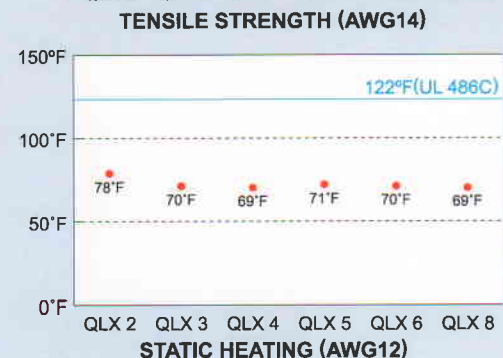 TENSILE STRENGTH (AWG14)
150ºF
122ºF(UL 486C)
100˚F
78˚F 70˚F 69˚F 71˚F 70˚F 69˚F
50˚F
0˚F
QLX 2 QLX 3 QLX 4 QLX 5 QLX 6 QLX 8
STATIC HEATING (AWG12)